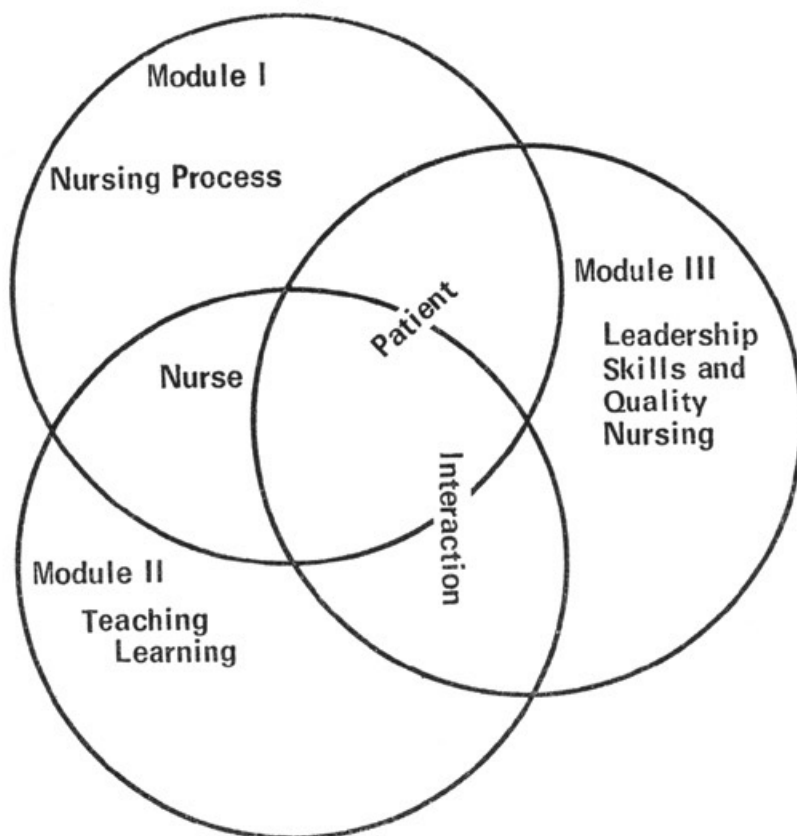 Module I
Nursing Process
Module III
Leadership
Skills and
Quality
Nursing
Patient
Nurse
Interaction
Module II
Teaching
Learning